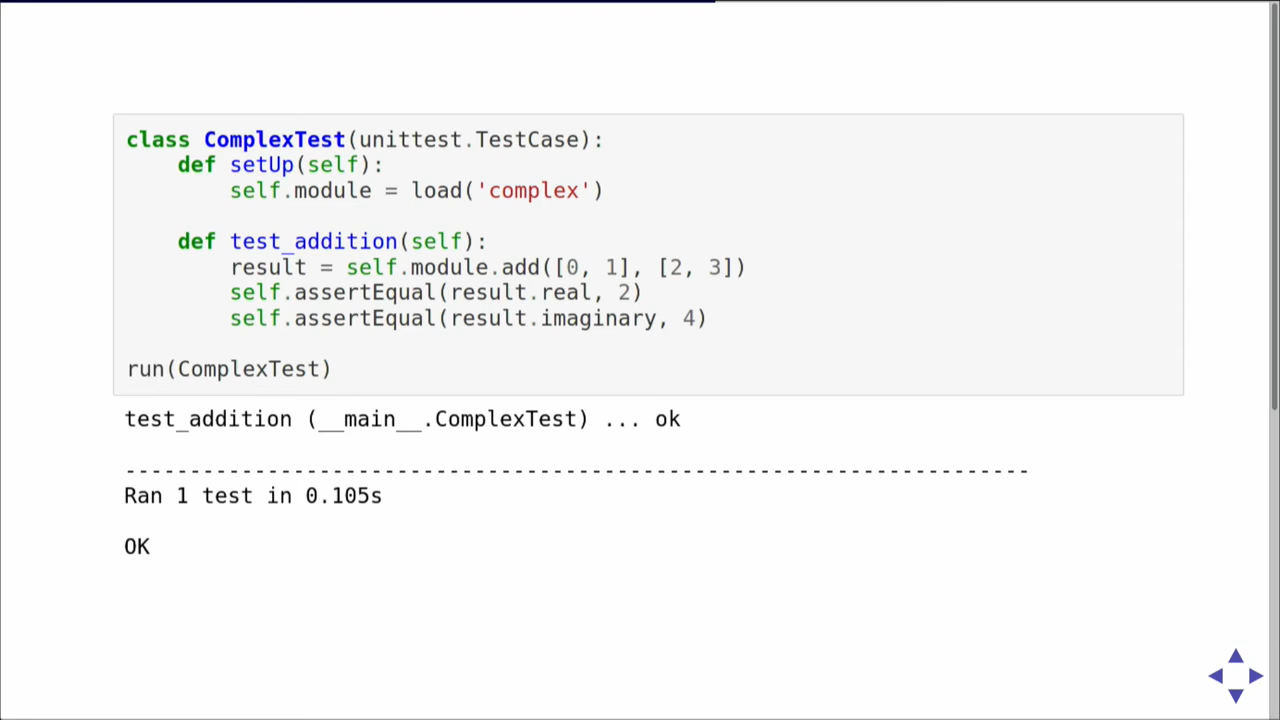 class ComplexTest(unittest.TestCase):
    def setUp(self):
        self.module = load('complex')
    def test_addition(self):
        result = self.module.add([0, 1], [2, 3])
        self.assertEqual(result.real, 2)
        self.assertEqual(result.imaginary, 4)
run(ComplexTest)
test_addition (__main__.ComplexTest) ... ok
----------------------------------------------------------------------
Ran 1 test in 0.105s
OK